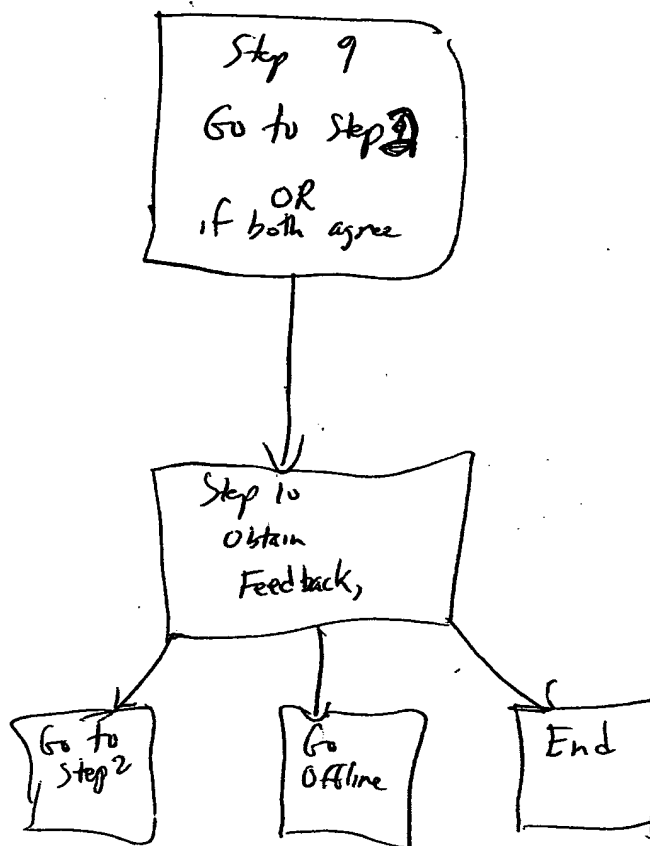 Step 9
Go to Step
OR
if both agree
Step 10
Obtain
Feedback,
Go to
Step 2
Go
Offline
End